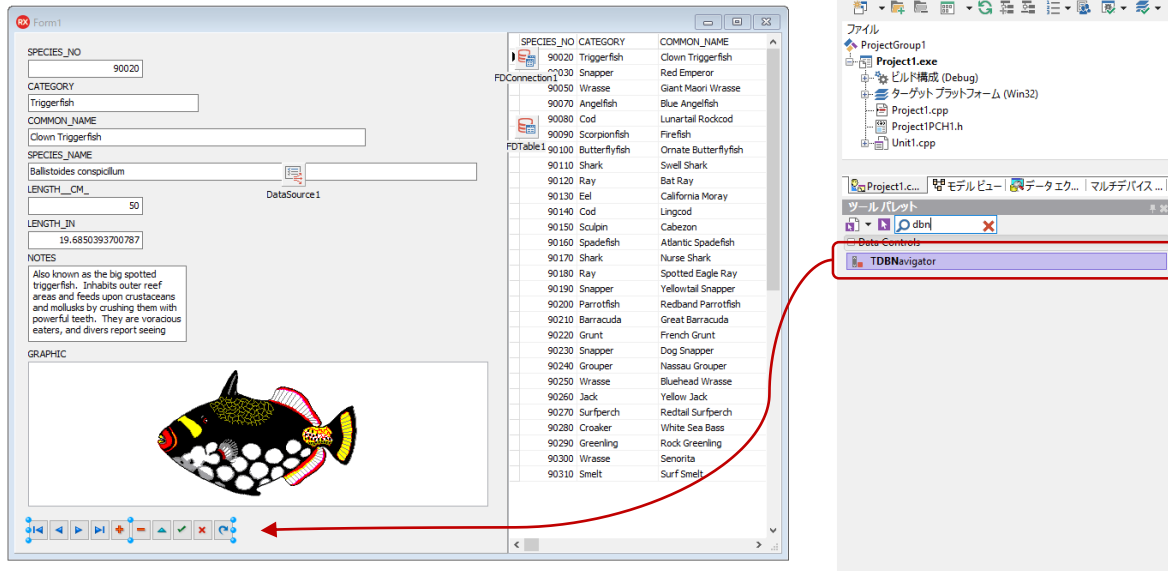 Form1
SPECIES_NO
90020
CATEGORY
Triggerfish
COMMON_NAME
Clown Triggerfish
SPECIES_NAME
Ballistoides conspicillum
DataSource1
LENGTH__CM_
50
LENGTH_IN
19.6850393700787
NOTES
Also known as the big spotted
triggerfish. Inhabits outer reef
areas and feeds upon crustaceans
and mollusks by crushing them with
powerful teeth. They are voracious
eaters, and divers report seeing
GRAPHIC
SPECIES_NO CATEGORY COMMON_NAME
90020 Triggerfish Clown Triggerfish
FDConnection1
90030 Snapper Red Emperor
90050 Wrasse Giant Maori Wrasse
90070 Angelfish Blue Angelfish
90080 Cod Lunartail Rockcod
90090 Scorpionfish Firefish
FDTable1
90100 Butterflyfish Ornate Butterflyfish
90110 Shark Swell Shark
90120 Ray Bat Ray
90130 Eel California Moray
90140 Cod Lingcod
90150 Sculpin Cabezon
90160 Spadefish Atlantic Spadefish
90170 Shark Nurse Shark
90180 Ray Spotted Eagle Ray
90190 Snapper Yellowtail Snapper
90200 Parrotfish Redband Parrotfish
90210 Barracuda Great Barracuda
90220 Grunt French Grunt
90230 Snapper Dog Snapper
90240 Grouper Nassau Grouper
90250 Wrasse Bluehead Wrasse
90260 Jack Yellow Jack
90270 Surfperch Redtail Surfperch
90280 Croaker White Sea Bass
90290 Greenling Rock Greenling
90300 Wrasse Senorita
90310 Smelt Surf Smelt
ファイル
ProjectGroup1
Project1.exe
ビルド構成 (Debug)
ターゲット プラットフォーム (Win32)
Project1.cpp
Project1PCH1.h
Unit1.cpp
Project1.c... モデル ビュー データ エク... マルチデバイス ...
ツール パレット
dbn
Data Controls
TDBNavigator